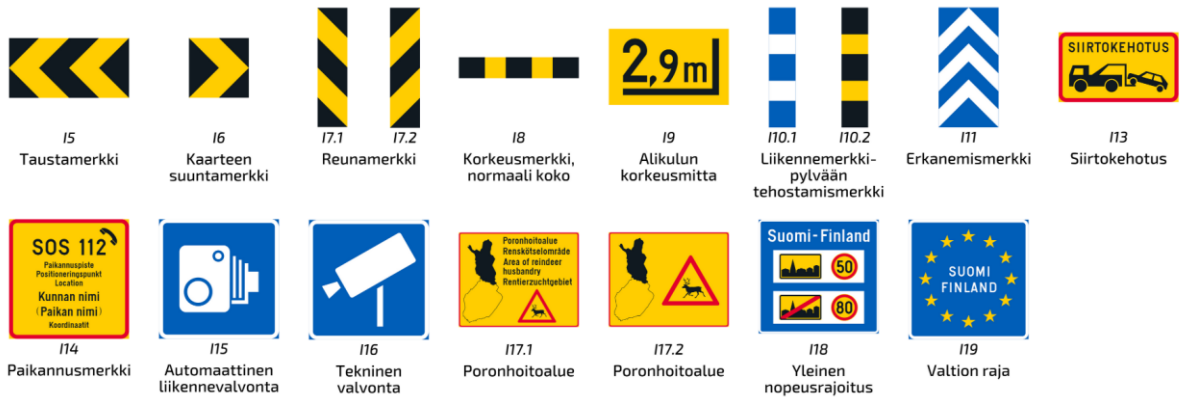 2,9m
SIIRTOKEHOTUS
I5
Taustamerkki
I6
Kaarteen
suuntamerkki
I7.1 I7.2
Reunamerkki
I8
Korkeusmerkki,
normaali koko
I9
Alikulun
korkeusmitta
I10.1 I10.2
Liikennemerkki-
pylvään
tehostamismerkki
I11
Erkanemismerkki
I13
Siirtokehotus
SOS 112
Paikannuspiste
Positioneringspunkt
Location
Kunnan nimi
(Paikan nimi)
Koordinaatit
Poronhoitoalue
Renskötselområde
Area of reindeer
husbandry
Rentierzuchtgebiet
Suomi-Finland
50
80
SUOMI
FINLAND
I14
Paikannusmerkki
I15
Automaattinen
liikennevalvonta
I16
Tekninen
valvonta
I17.1
Poronhoitoalue
I17.2
Poronhoitoalue
I18
Yleinen
nopeusrajoitus
I19
Valtion raja